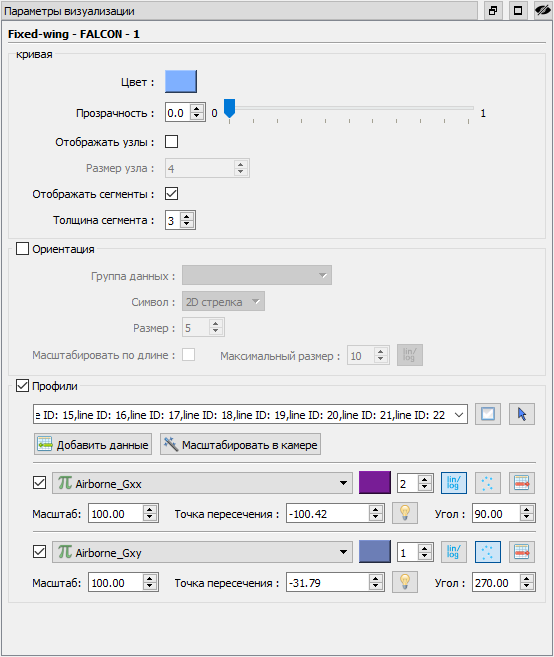 Параметры визуализации
Fixed-wing - FALCON - 1
Кривая
Цвет :
Прозрачность : 0.0 0 1
Отображать узлы :
Размер узла : 4
Отображать сегменты :
Толщина сегмента : 3
Ориентация
Группа данных :
Символ : 2D стрелка
Размер : 5
Масштабировать по длине : Максимальный размер : 10 lin/log
Профили
e ID: 15,line ID: 16,line ID: 17,line ID: 18,line ID: 19,line ID: 20,line ID: 21,line ID: 22
Добавить данные Масштабировать в камере
π Airborne_Gxx 2 lin/log
Масштаб: 100.00 Точка пересечения : -100.42 Угол : 90.00
π Airborne_Gxy 1 lin/log
Масштаб: 100.00 Точка пересечения : -31.79 Угол : 270.00